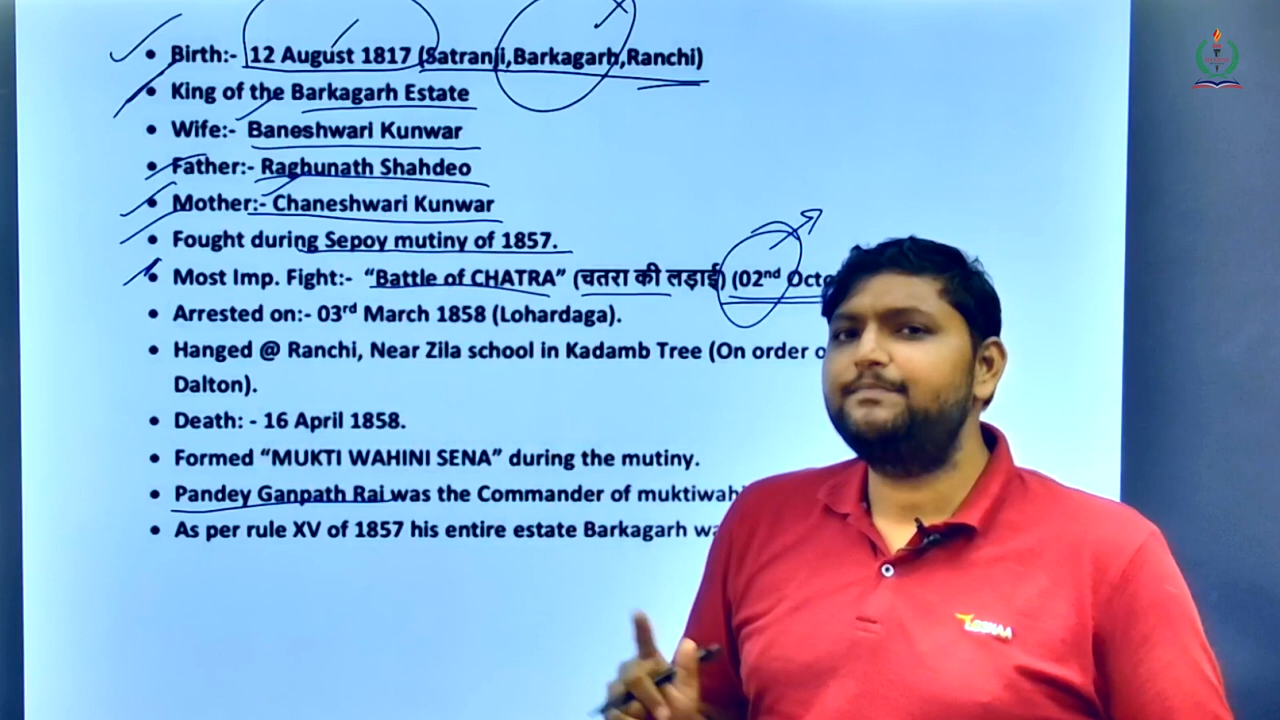 • Birth:- 12 August 1817 (Satranji,Barkagarh,Ranchi)
• King of the Barkagarh Estate
• Wife:- Baneshwari Kunwar
• Father:- Raghunath Shahdeo
• Mother:- Chaneshwari Kunwar
• Fought during Sepoy mutiny of 1857.
• Most Imp. Fight:- “Battle of CHATRA” (चतरा की लड़ाई) (02nd
• Arrested on:- 03rd March 1858 (Lohardaga).
• Hanged @ Ranchi, Near Zila school in Kadamb Tree (On order
Dalton).
• Death: - 16 April 1858.
• Formed “MUKTI WAHINI SENA” during the mutiny.
• Pandey Ganpath Rai was the Commander of
• As per rule XV of 1857 his entire estate Barkagarh